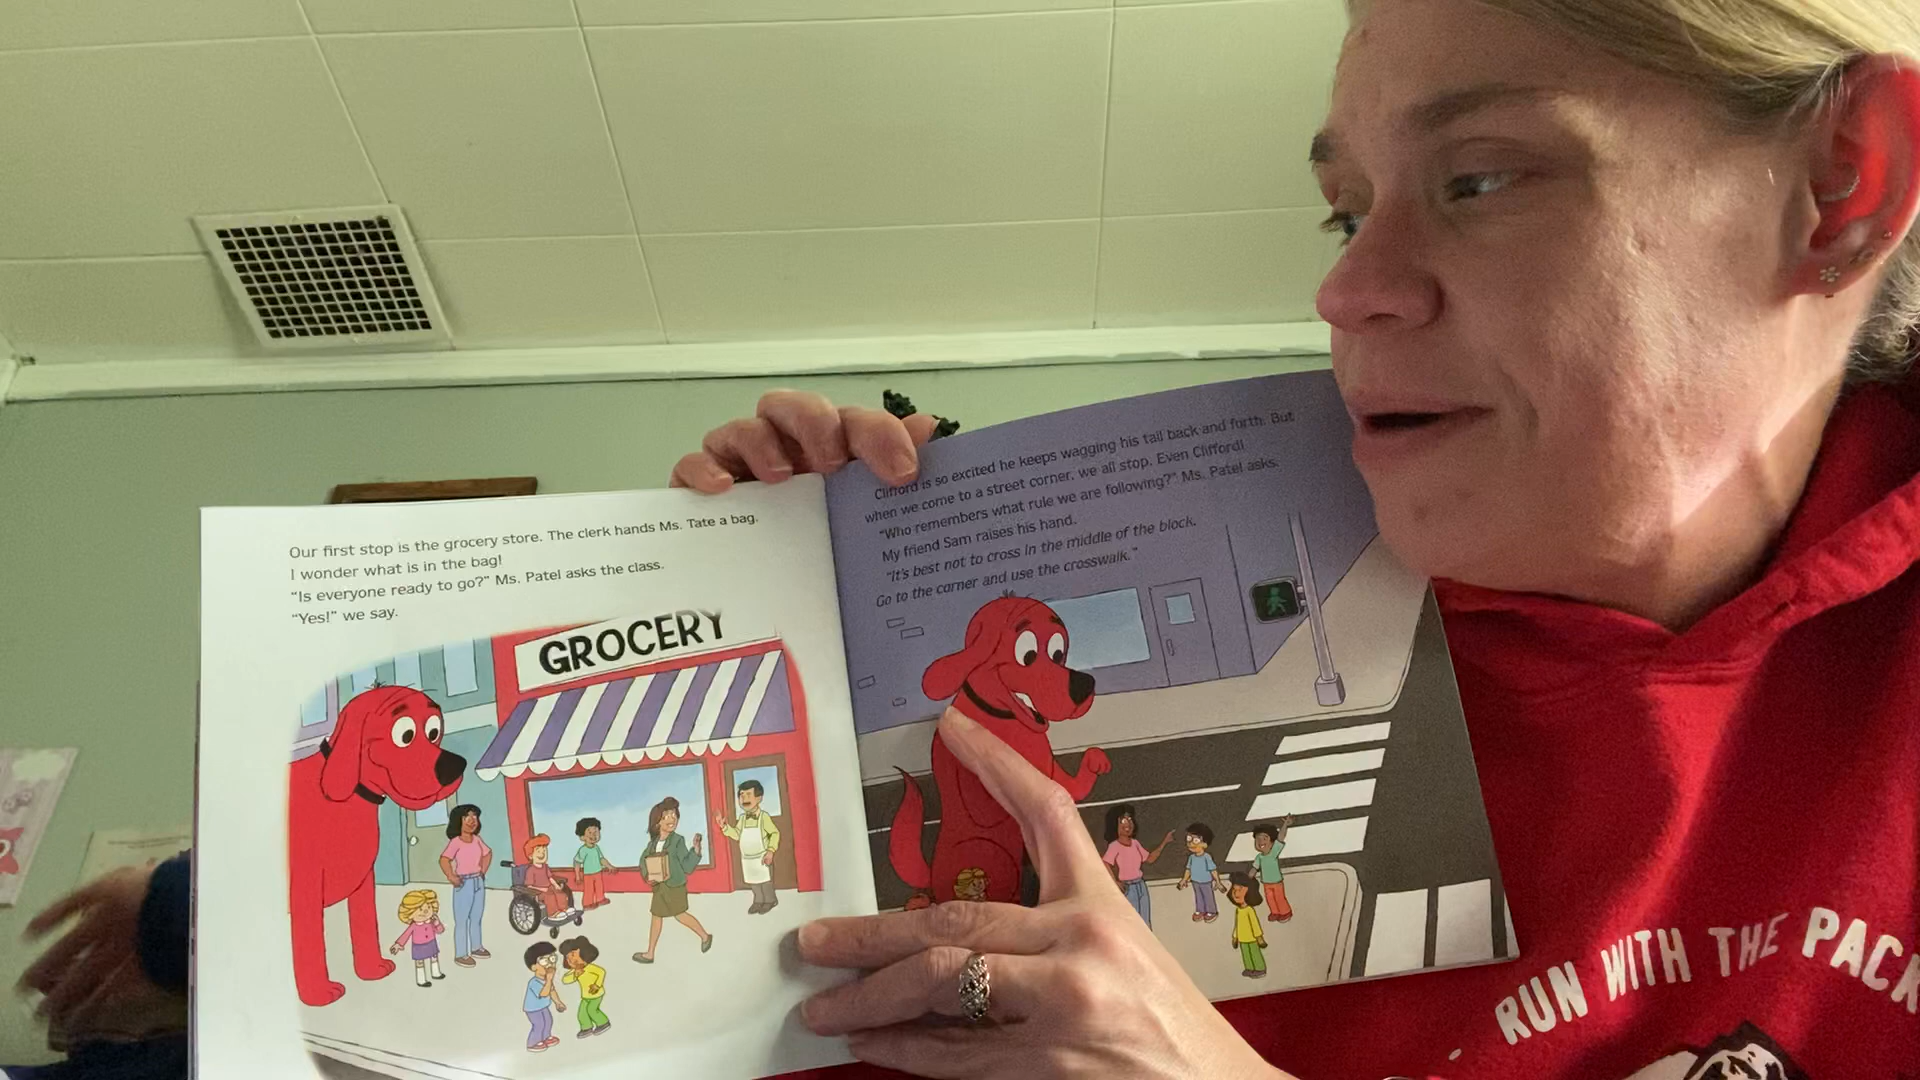 Our first stop is the grocery store. The clerk hands Ms. Tate a bag.
I wonder what is in the bag!
"Is everyone ready to go?" Ms. Patel asks the class.
"Yes!" we say.
GROCERY
Clifford is so excited he keeps wagging his tail back and forth. But
when we come to a street corner, we all stop. Even Clifford!
"Who remembers what rule we are following?" Ms. Patel asks.
My friend Sam raises his hand.
"It's best not to cross in the middle of the block.
Go to the corner and use the crosswalk."
RUN WITH THE PACK